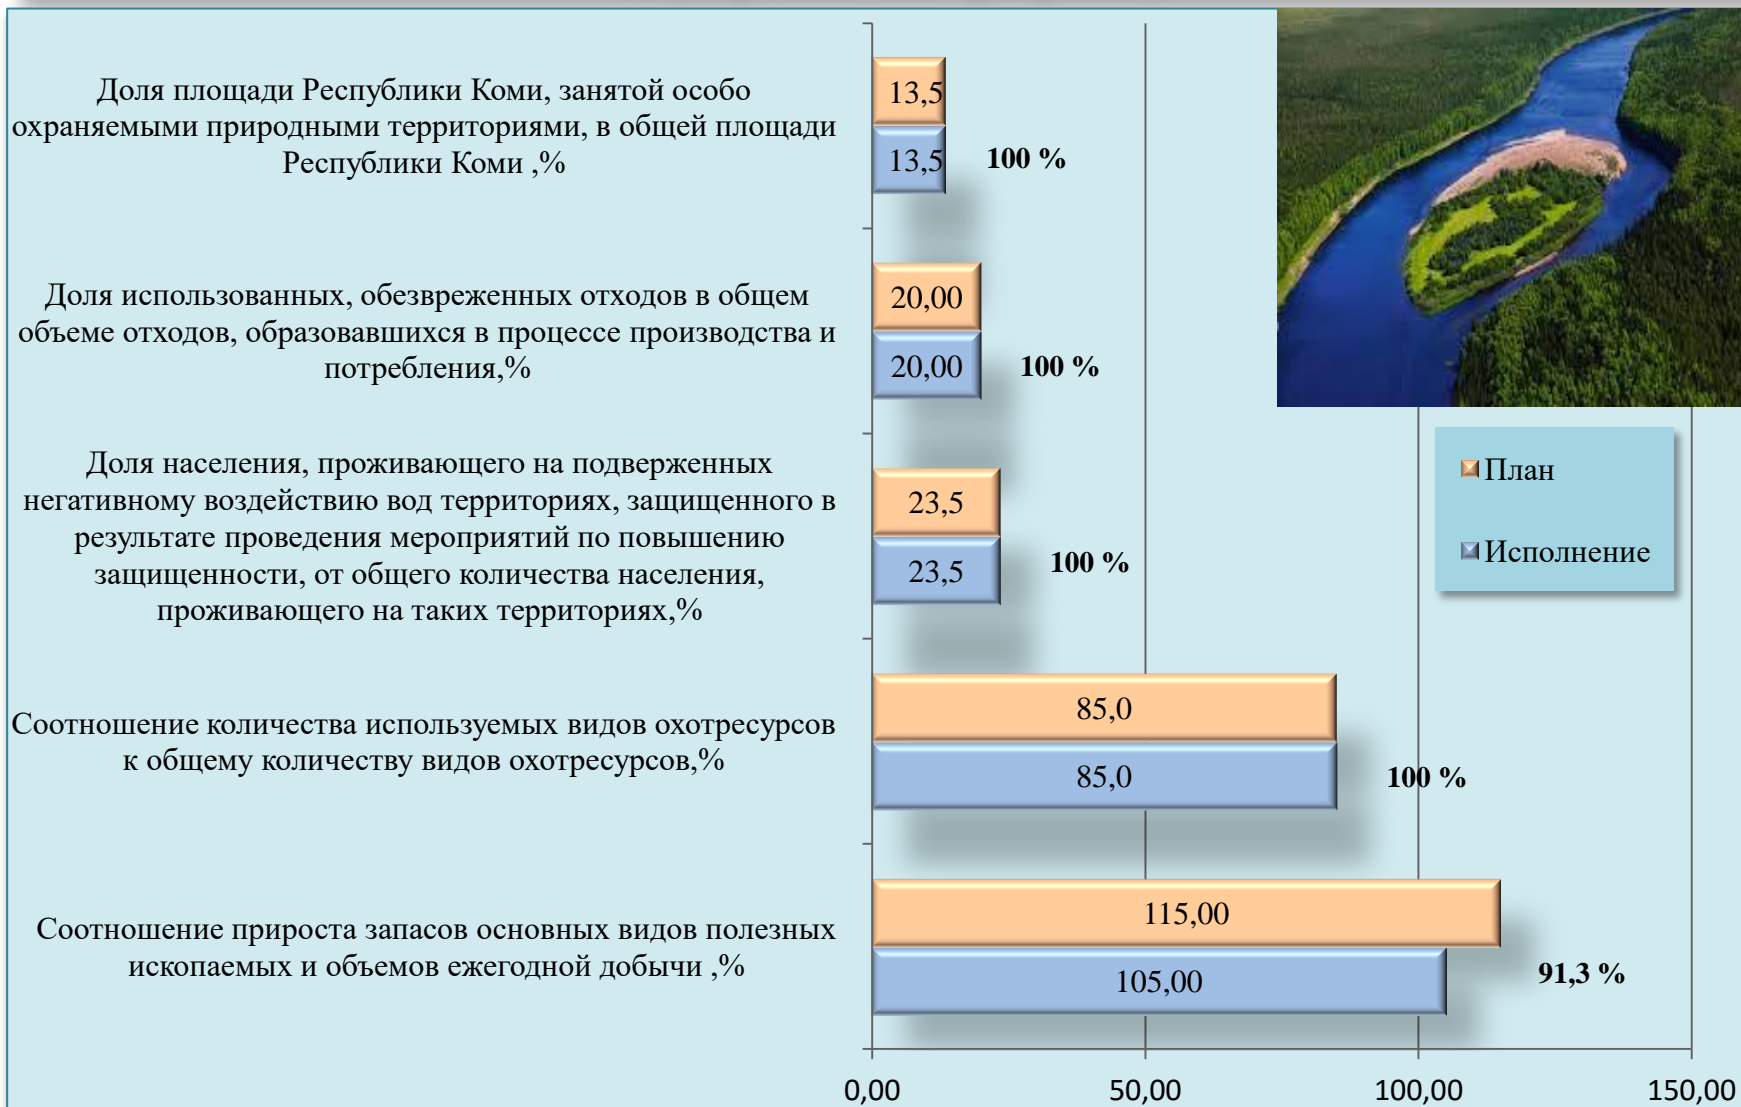 Доля площади Республики Коми, занятой особо
охраняемыми природными территориями, в общей площади
Республики Коми ,%
13,5
13,5
100 %
Доля использованных, обезвреженных отходов в общем
объеме отходов, образовавшихся в процессе производства и
потребления,%
20,00
20,00
100 %
Доля населения, проживающего на подверженных
негативному воздействию вод территориях, защищенного в
результате проведения мероприятий по повышению
защищенности, от общего количества населения,
проживающего на таких территориях,%
23,5
23,5
100 %
План
Исполнение
Соотношение количества используемых видов охотресурсов
к общему количеству видов охотресурсов,%
85,0
85,0
100 %
Соотношение прироста запасов основных видов полезных
ископаемых и объемов ежегодной добычи ,%
115,00
105,00
91,3 %
0,00 50,00 100,00 150,00